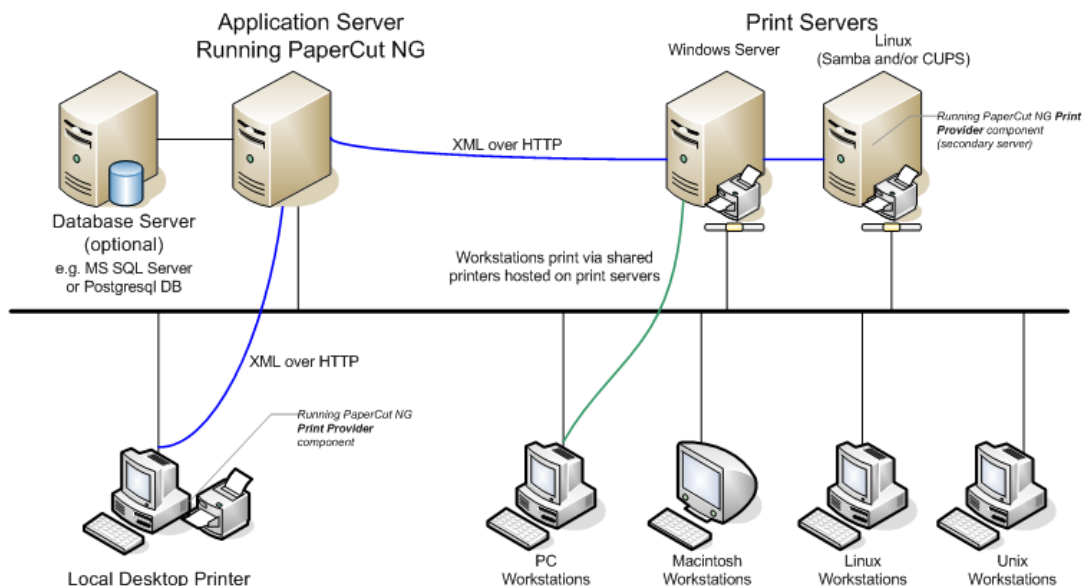 Application Server
Running PaperCut NG
Print Servers
Windows Server
Linux
(Samba and/or CUPS)
Running PaperCut NG Print
Provider component
(secondary server)
XML over HTTP
Database Server
(optional)
e.g. MS SQL Server
or Postgresql DB
Workstations print via shared
printers hosted on print servers
XML over HTTP
Running PaperCut NG
Print Provider
component
Local Desktop Printer
PC
Workstations
Macintosh
Workstations
Linux
Workstations
Unix
Workstations